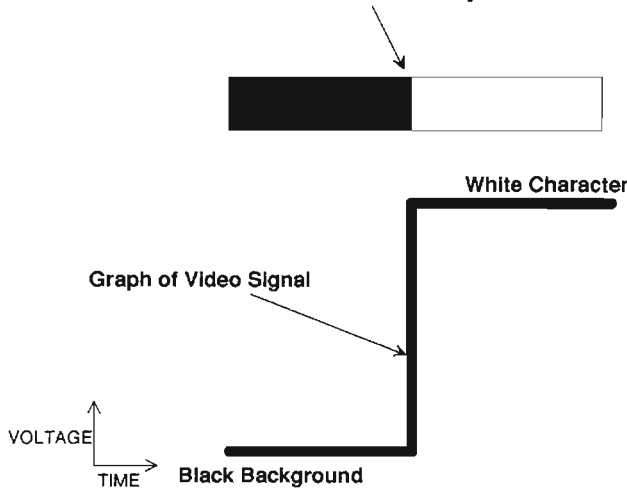 White Character
Graph of Video Signal
VOLTAGE
TIME
Black Background